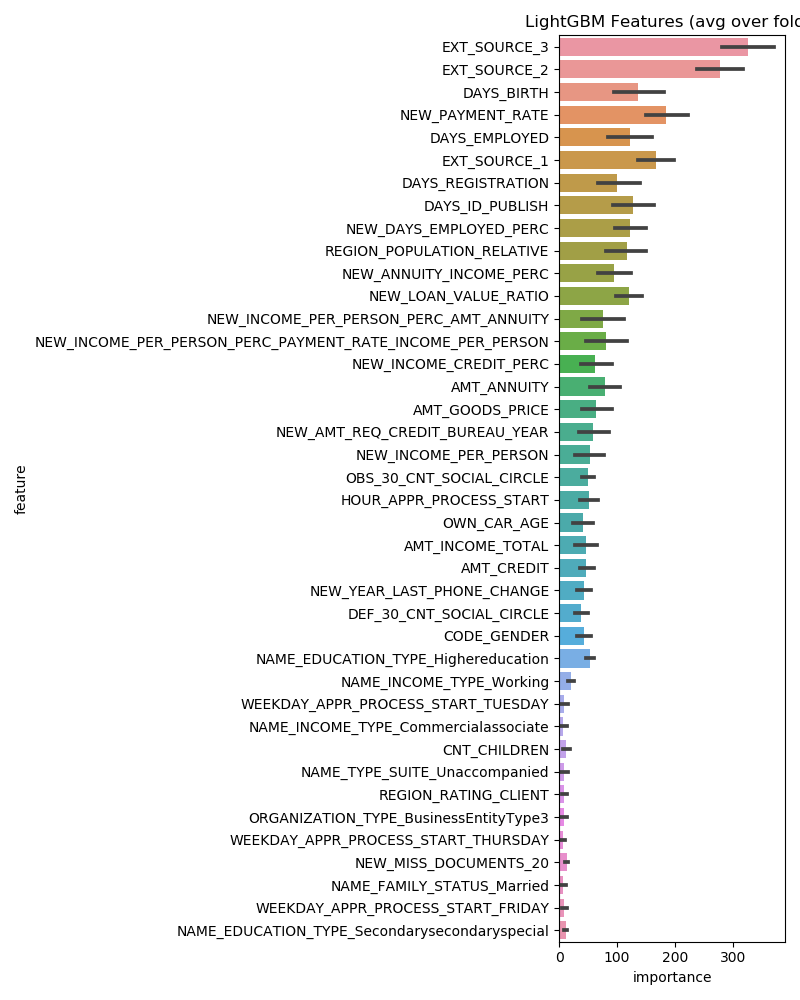 LightGBM Features (avg over fold
EXT_SOURCE_3
EXT_SOURCE_2
DAYS_BIRTH
NEW_PAYMENT_RATE
DAYS_EMPLOYED
EXT_SOURCE_1
DAYS_REGISTRATION
DAYS_ID_PUBLISH
NEW_DAYS_EMPLOYED_PERC
REGION_POPULATION_RELATIVE
NEW_ANNUITY_INCOME_PERC
NEW_LOAN_VALUE_RATIO
NEW_INCOME_PER_PERSON_PERC_AMT_ANNUITY
NEW_INCOME_PER_PERSON_PERC_PAYMENT_RATE_INCOME_PER_PERSON
NEW_INCOME_CREDIT_PERC
AMT_ANNUITY
AMT_GOODS_PRICE
NEW_AMT_REQ_CREDIT_BUREAU_YEAR
NEW_INCOME_PER_PERSON
OBS_30_CNT_SOCIAL_CIRCLE
HOUR_APPR_PROCESS_START
OWN_CAR_AGE
AMT_INCOME_TOTAL
AMT_CREDIT
NEW_YEAR_LAST_PHONE_CHANGE
DEF_30_CNT_SOCIAL_CIRCLE
CODE_GENDER
NAME_EDUCATION_TYPE_Highereducation
NAME_INCOME_TYPE_Working
WEEKDAY_APPR_PROCESS_START_TUESDAY
NAME_INCOME_TYPE_Commercialassociate
CNT_CHILDREN
NAME_TYPE_SUITE_Unaccompanied
REGION_RATING_CLIENT
ORGANIZATION_TYPE_BusinessEntityType3
WEEKDAY_APPR_PROCESS_START_THURSDAY
NEW_MISS_DOCUMENTS_20
NAME_FAMILY_STATUS_Married
WEEKDAY_APPR_PROCESS_START_FRIDAY
NAME_EDUCATION_TYPE_Secondarysecondaryspecial
feature
0 100 200 300
importance